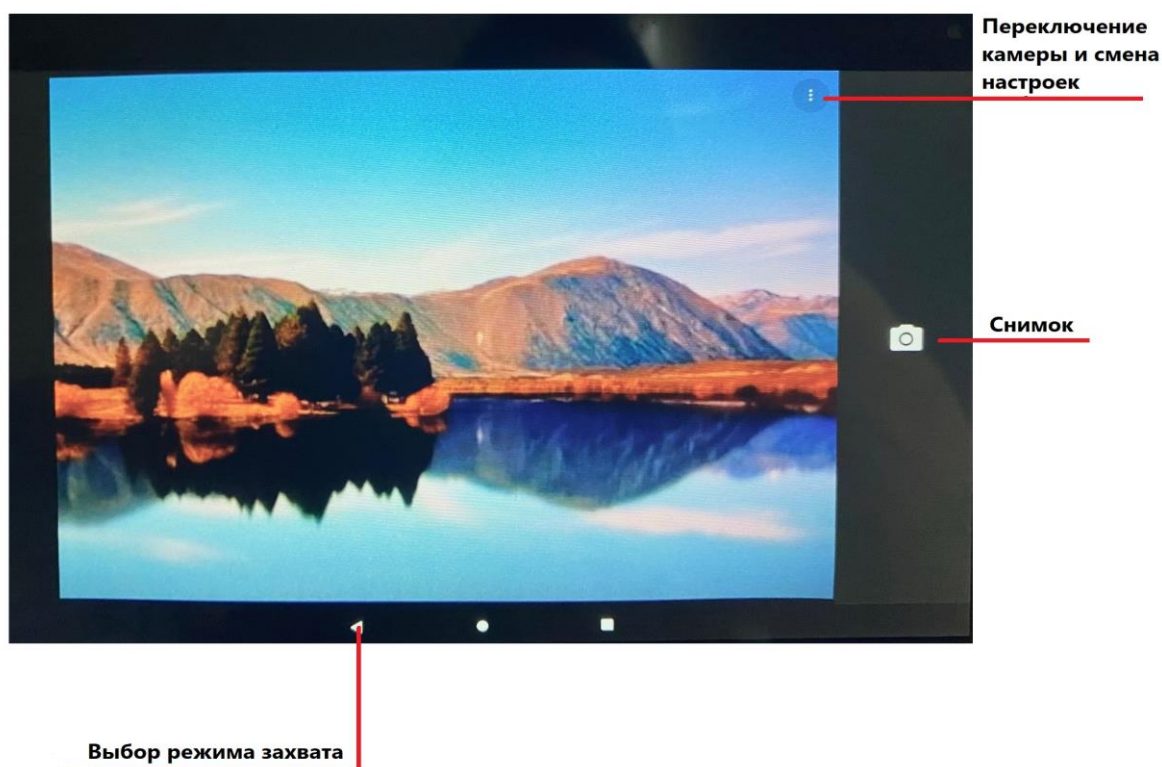 Переключение
камеры и смена
настроек
Снимок
Выбор режима захвата